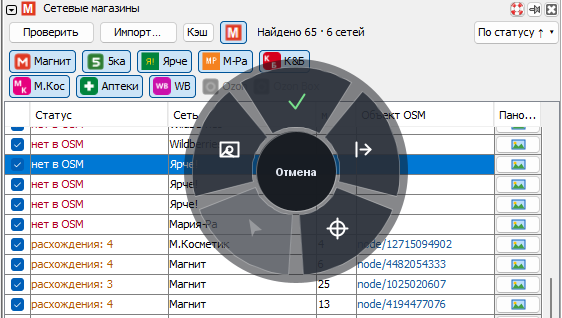 Сетевые магазины
Проверить Импорт... Кэш Найдено 65 · 6 сетей По статусу ↑
Магнит 5ка Ярче М-Ра К&Б
М.Кос Аптеки WB Ozon
Статус Сеть Объект OSM Пано...
нет в OSM Wildberries
нет в OSM Ярче!
нет в OSM Ярче!
нет в OSM Ярче!
нет в OSM Мария-Ра
расхождения: 4 М.Косметик 4 node/12715094902
расхождения: 4 Магнит 6 node/4482054333
расхождения: 3 Магнит 25 node/1025020607
расхождения: 4 Магнит 13 node/4194477076
Отмена